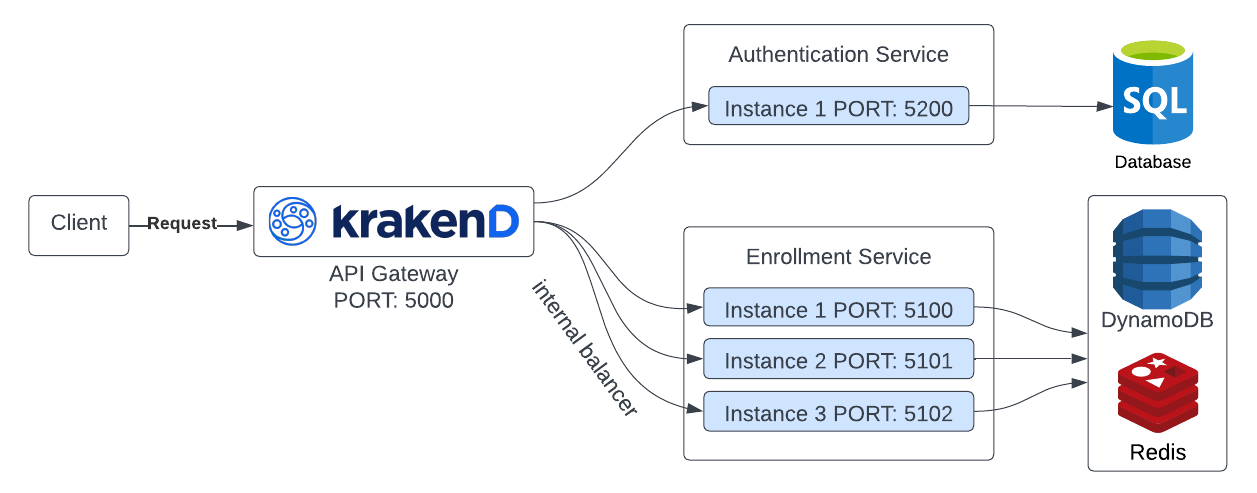 Client
Request
krakenD
API Gateway
PORT: 5000
internal balancer
Authentication Service
Instance 1 PORT: 5200
SQL
Database
Enrollment Service
Instance 1 PORT: 5100
Instance 2 PORT: 5101
Instance 3 PORT: 5102
DynamoDB
Redis